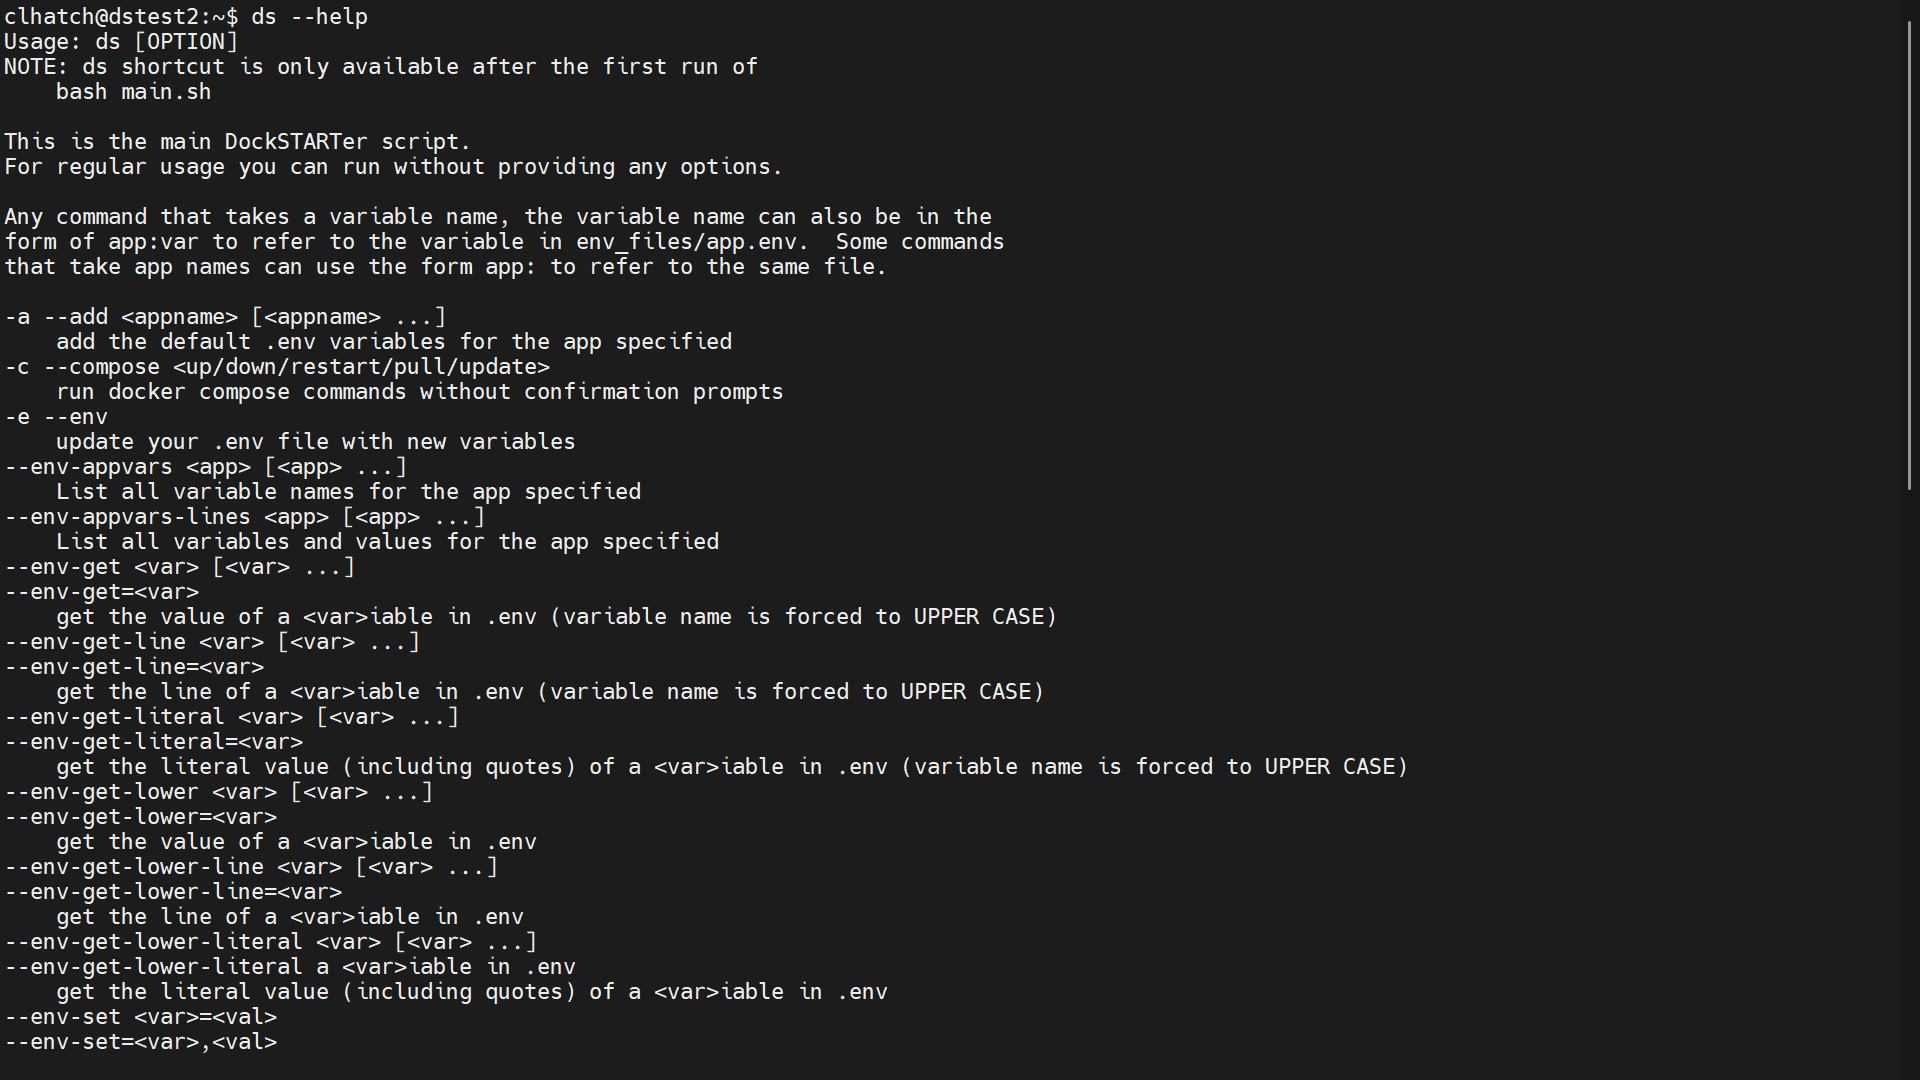 clhatch@dstest2:~$ ds --help
Usage: ds [OPTION]
NOTE: ds shortcut is only available after the first run of
    bash main.sh

This is the main DockSTARTer script.
For regular usage you can run without providing any options.

Any command that takes a variable name, the variable name can also be in the
form of app:var to refer to the variable in env_files/app.env.  Some commands
that take app names can use the form app: to refer to the same file.

-a --add <appname> [<appname> ...]
    add the default .env variables for the app specified
-c --compose <up/down/restart/pull/update>
    run docker compose commands without confirmation prompts
-e --env
    update your .env file with new variables
--env-appvars <app> [<app> ...]
    List all variable names for the app specified
--env-appvars-lines <app> [<app> ...]
    List all variables and values for the app specified
--env-get <var> [<var> ...]
--env-get=<var>
    get the value of a <var>iable in .env (variable name is forced to UPPER CASE)
--env-get-line <var> [<var> ...]
--env-get-line=<var>
    get the line of a <var>iable in .env (variable name is forced to UPPER CASE)
--env-get-literal <var> [<var> ...]
--env-get-literal=<var>
    get the literal value (including quotes) of a <var>iable in .env (variable name is forced to UPPER CASE)
--env-get-lower <var> [<var> ...]
--env-get-lower=<var>
    get the value of a <var>iable in .env
--env-get-lower-line <var> [<var> ...]
--env-get-lower-line=<var>
    get the line of a <var>iable in .env
--env-get-lower-literal <var> [<var> ...]
--env-get-lower-literal a <var>iable in .env
    get the literal value (including quotes) of a <var>iable in .env
--env-set <var>=<val>
--env-set=<var>,<val>